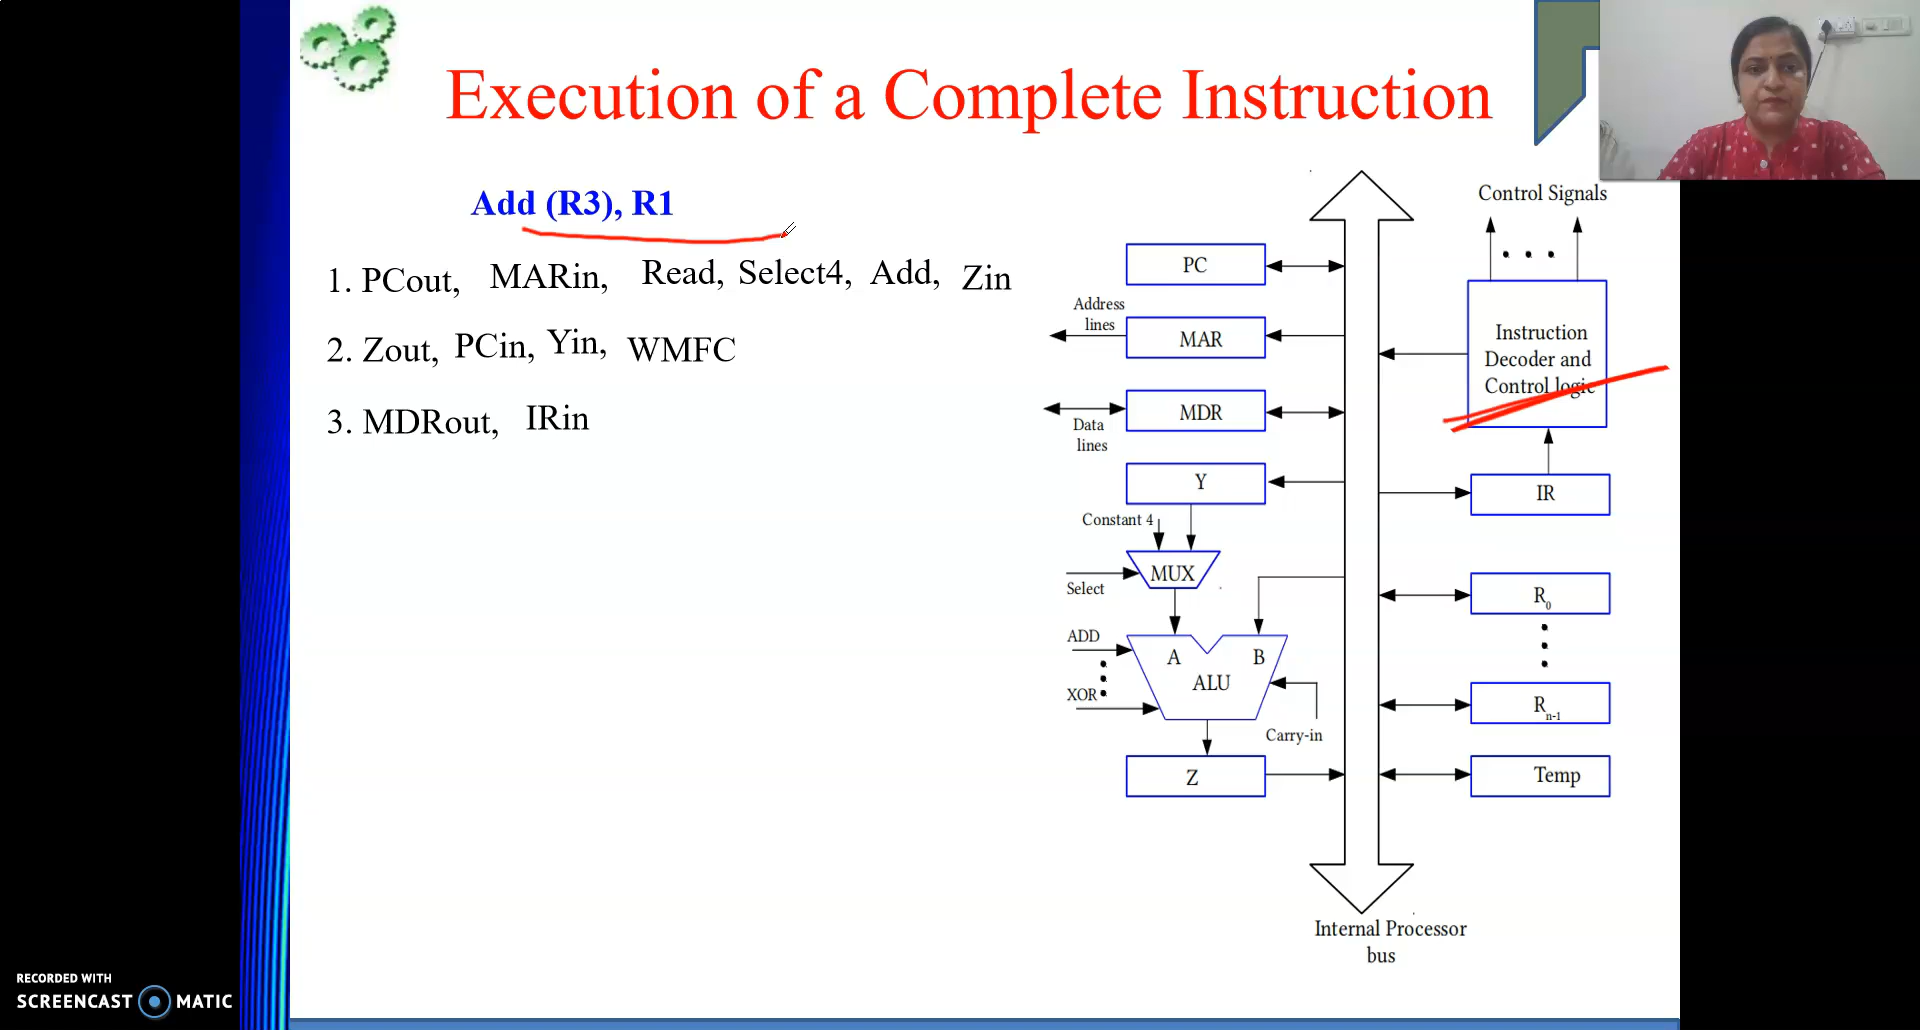 Execution of a Complete Instruction
Add (R3), R1
1. PCout, MARin, Read, Select4, Add, Zin
2. Zout, PCin, Yin, WMFC
3. MDRout, IRin
Control Signals
PC
Address
lines
MAR
Instruction
Decoder and
Control logic
MDR
Data
lines
Y
IR
Constant 4
MUX
Select
R0
ADD
A B
ALU
XOR
Rn-1
Carry-in
Z
Temp
Internal Processor
bus
RECORDED WITH
SCREENCAST MATIC